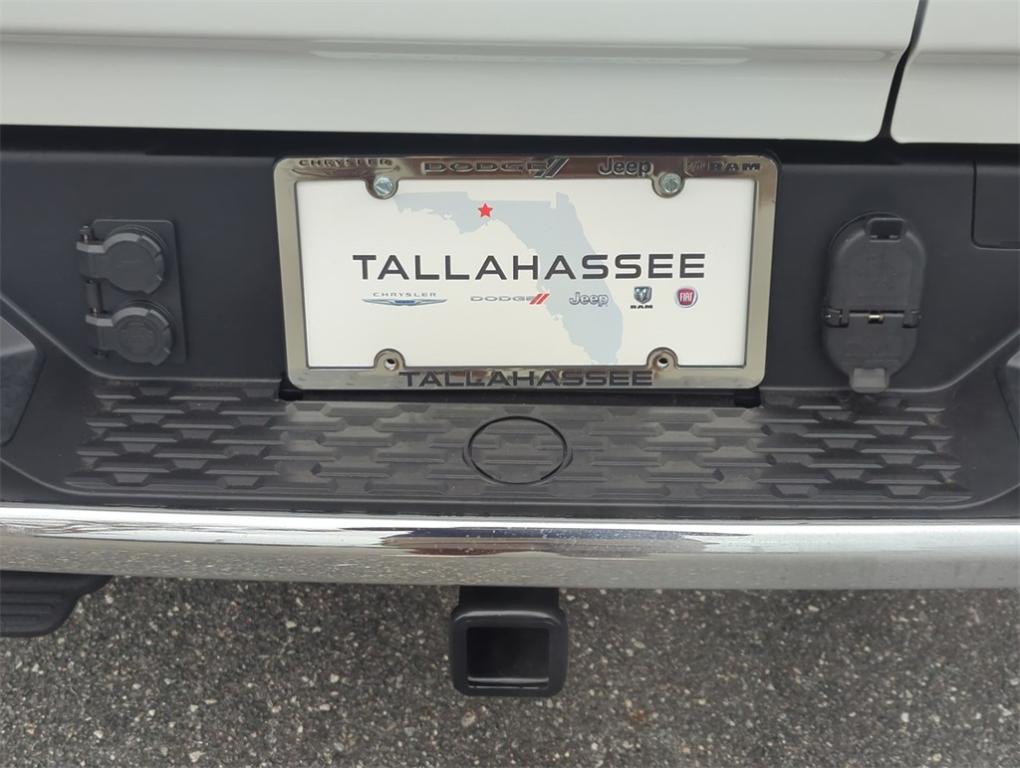 CHRYSLER DODGE Jeep RAM
TALLAHASSEE
CHRYSLER DODGE Jeep RAM FIAT
TALLAHASSEE